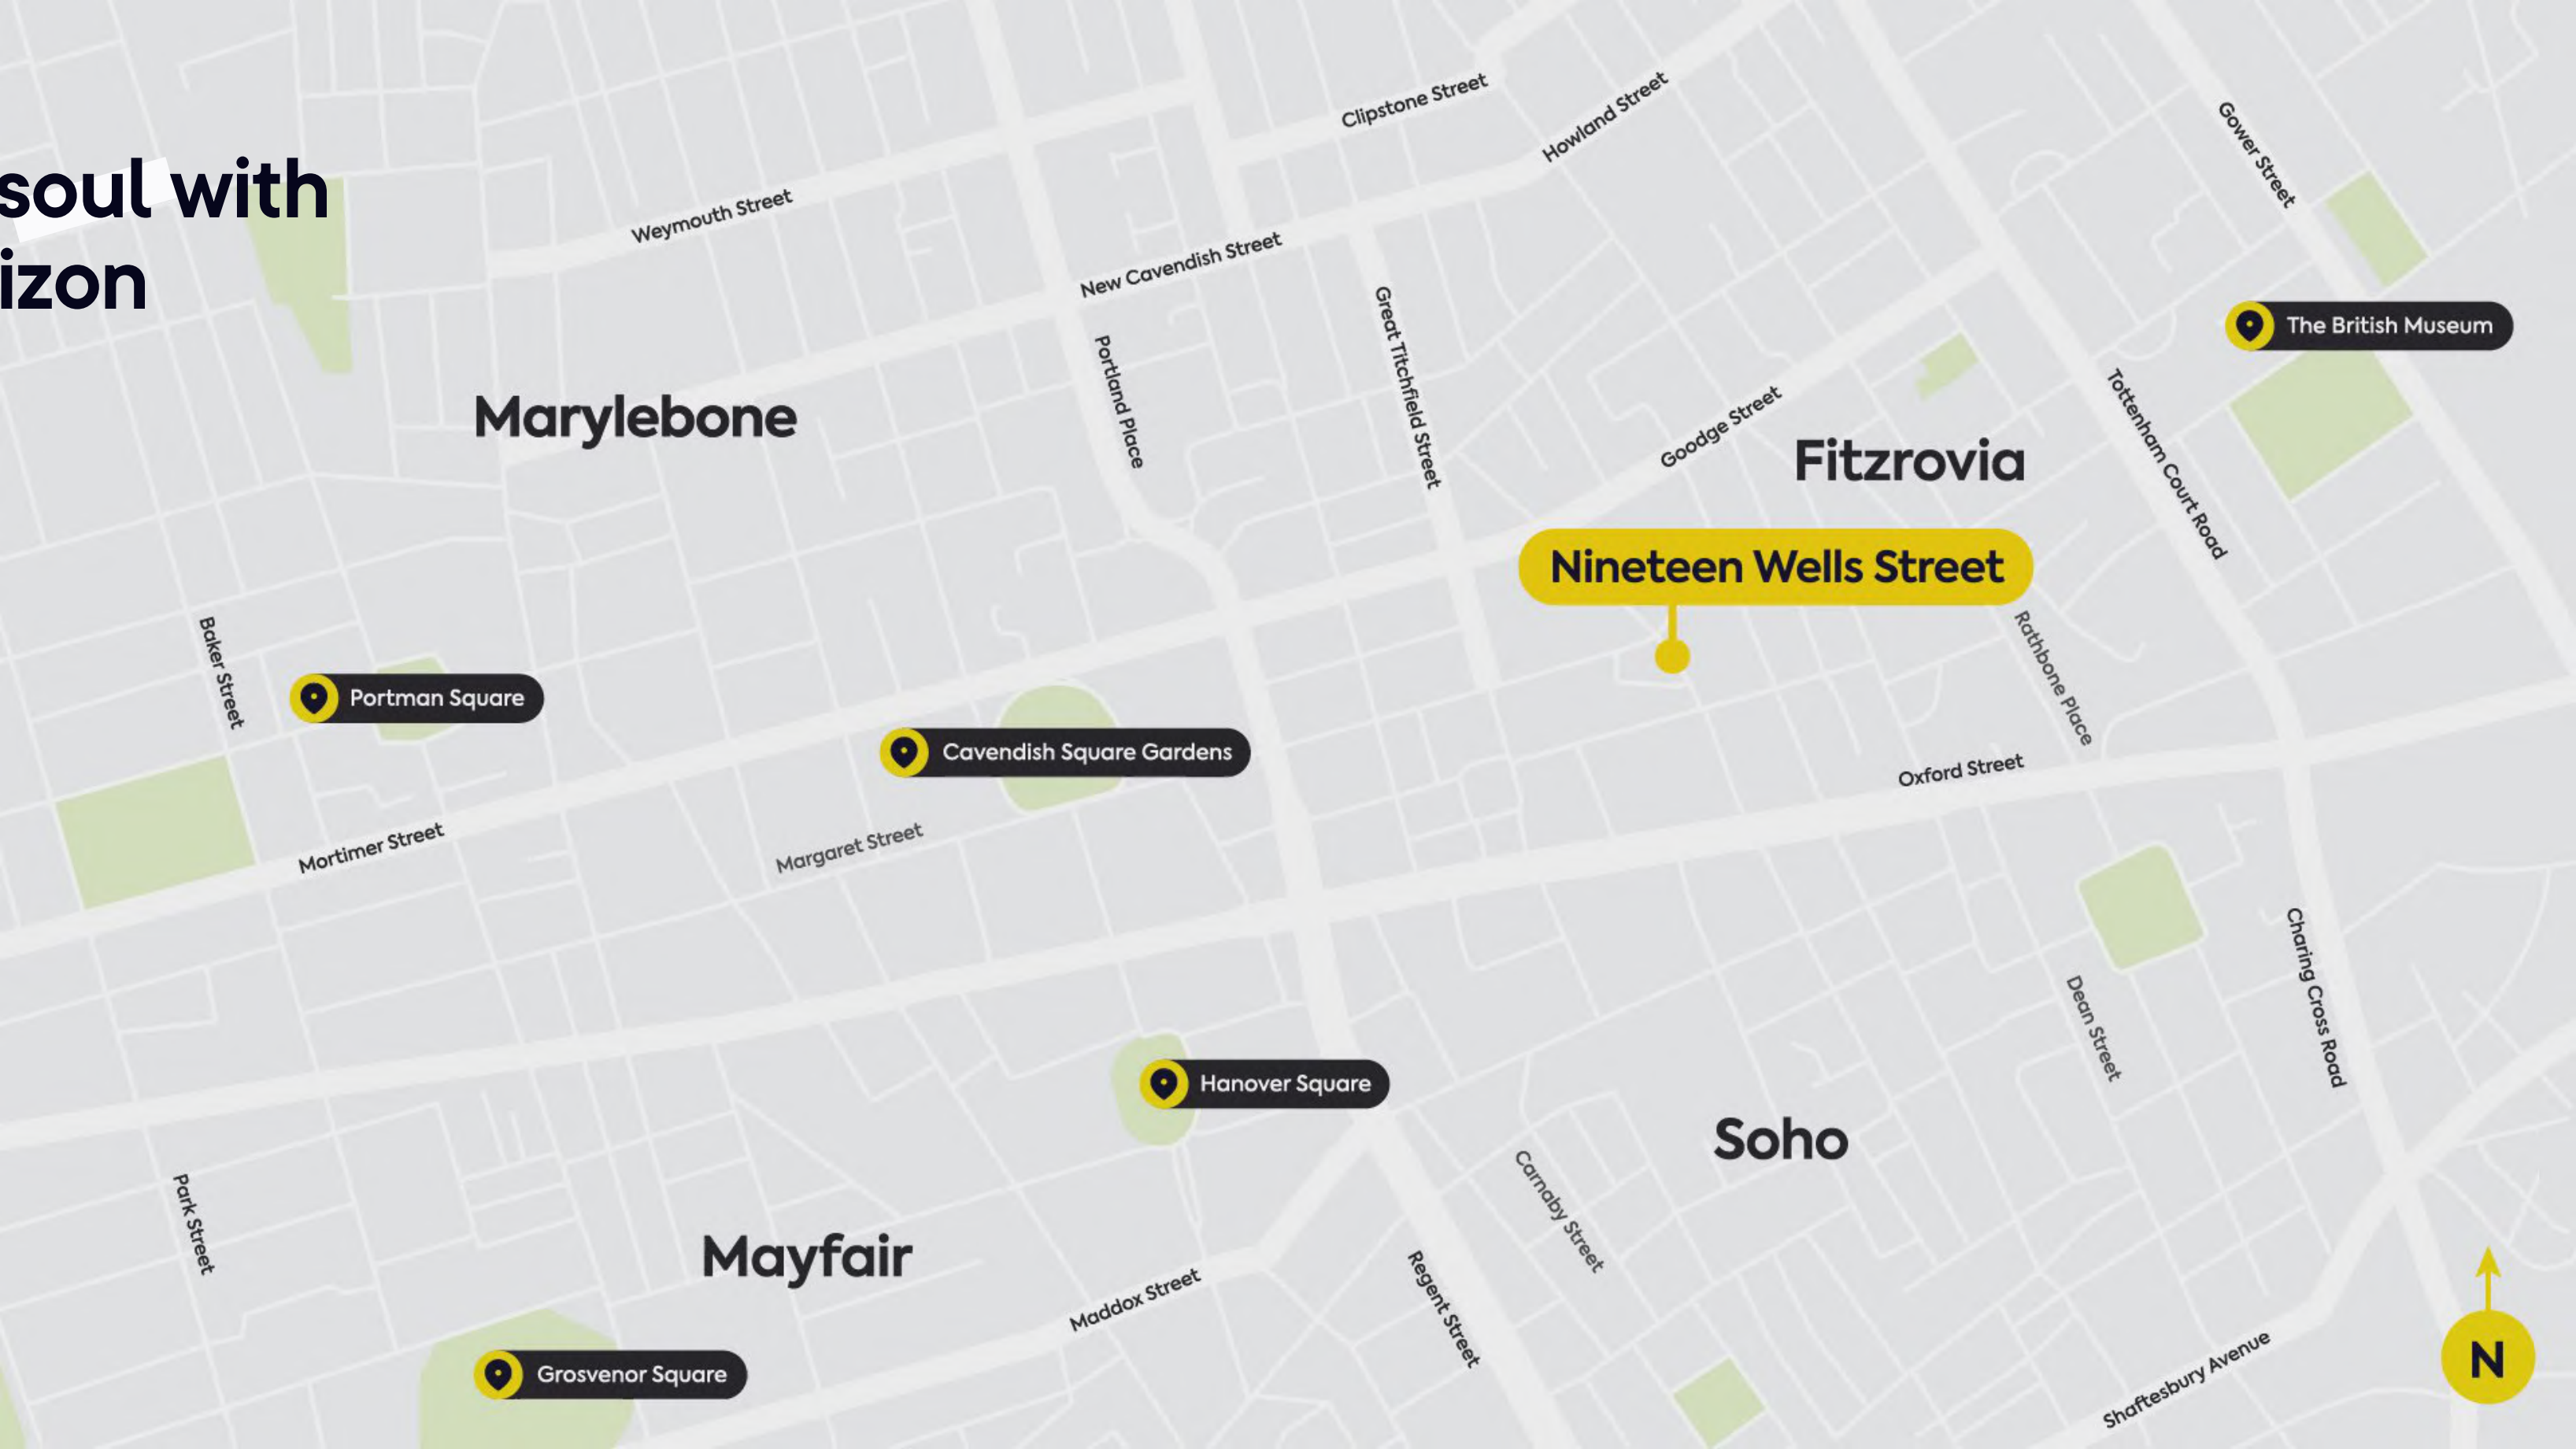 soul with
izon
Clipstone Street
Howland Street
Gower Street
Weymouth Street
New Cavendish Street
Great Titchfield Street
Portland Place
The British Museum
Marylebone
Goodge Street
Fitzrovia
Tottenham Court Road
Nineteen Wells Street
Baker Street
Rathbone Place
Portman Square
Cavendish Square Gardens
Oxford Street
Mortimer Street
Margaret Street
Charing Cross Road
Dean Street
Hanover Square
Soho
Carnaby Street
Park Street
Mayfair
Maddox Street
Regent Street
Grosvenor Square
Shaftesbury Avenue
N